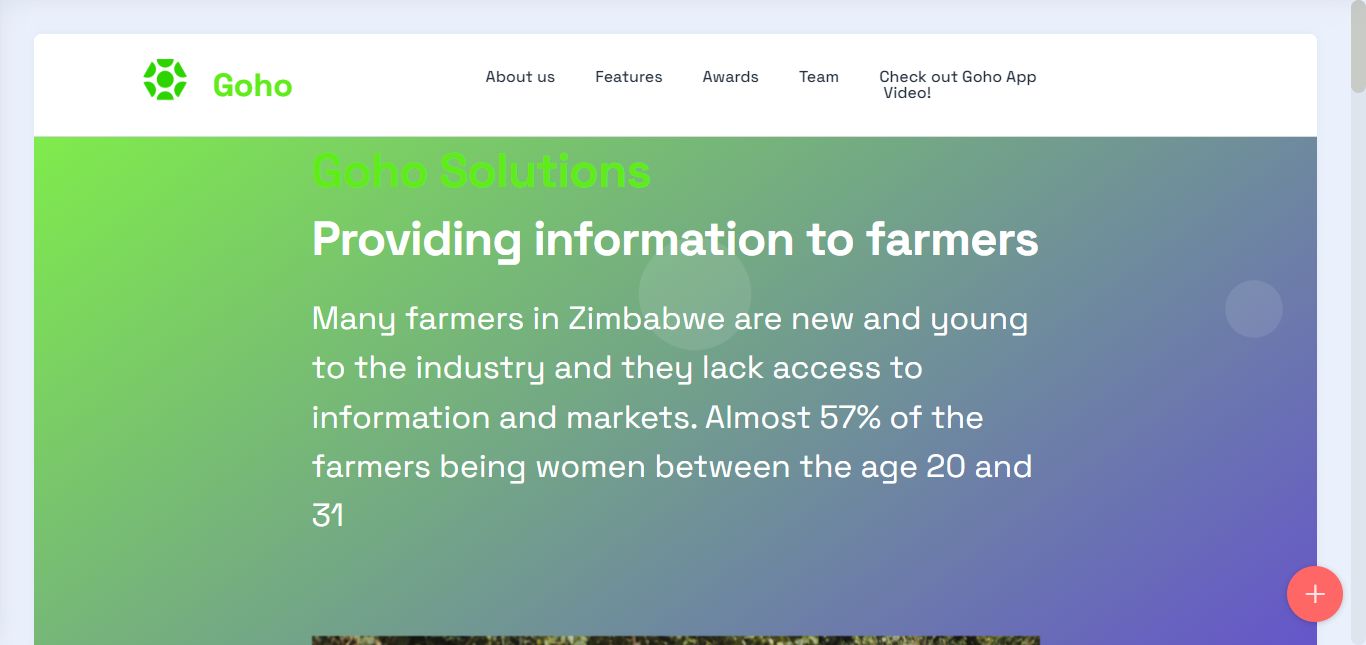 Goho
About us
Features
Awards
Team
Check out Goho App
Video!
Goho Solutions
Providing information to farmers
Many farmers in Zimbabwe are new and young
to the industry and they lack access to
information and markets. Almost 57% of the
farmers being women between the age 20 and
31